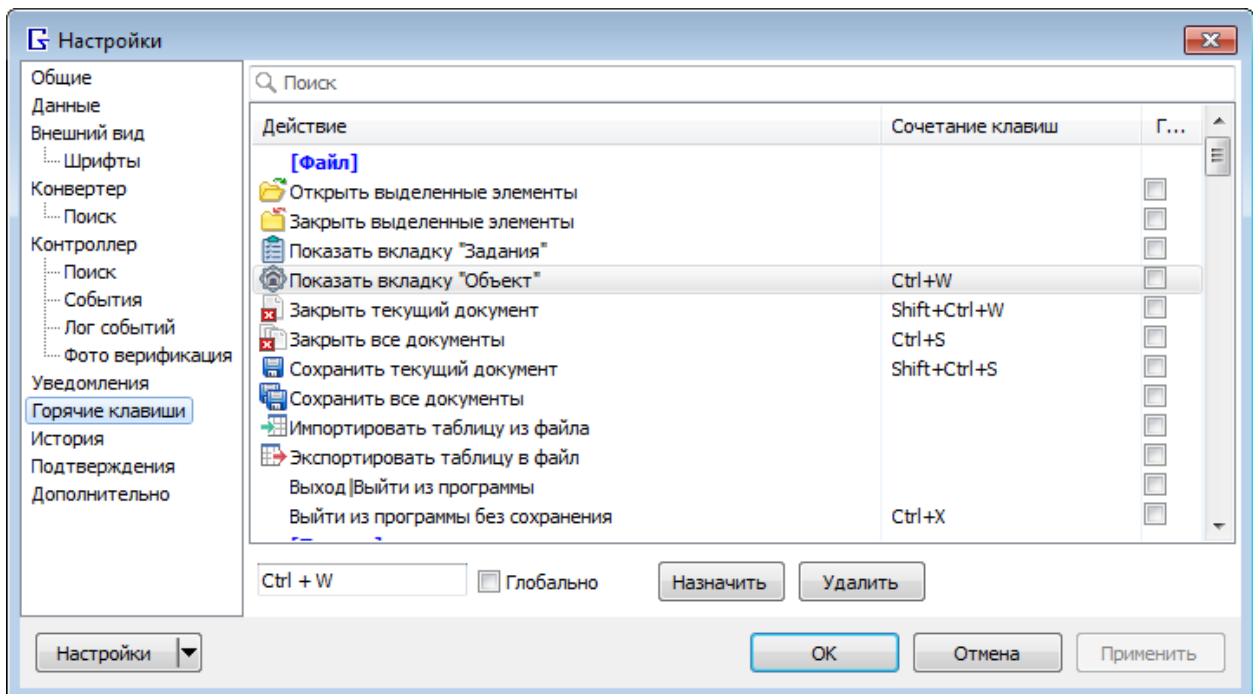 Настройки
Общие
Данные
Внешний вид
Шрифты
Конвертер
Поиск
Контроллер
Поиск
События
Лог событий
Фото верификация
Уведомления
Горячие клавиши
История
Подтверждения
Дополнительно
Поиск
Действие Сочетание клавиш Г...
[Файл]
Открыть выделенные элементы
Закрыть выделенные элементы
Показать вкладку "Задания"
Показать вкладку "Объект" Ctrl+W
Закрыть текущий документ Shift+Ctrl+W
Закрыть все документы Ctrl+S
Сохранить текущий документ Shift+Ctrl+S
Сохранить все документы
Импортировать таблицу из файла
Экспортировать таблицу в файл
Выход|Выйти из программы
Выйти из программы без сохранения Ctrl+X
Ctrl + W Глобально Назначить Удалить
Настройки OK Отмена Применить